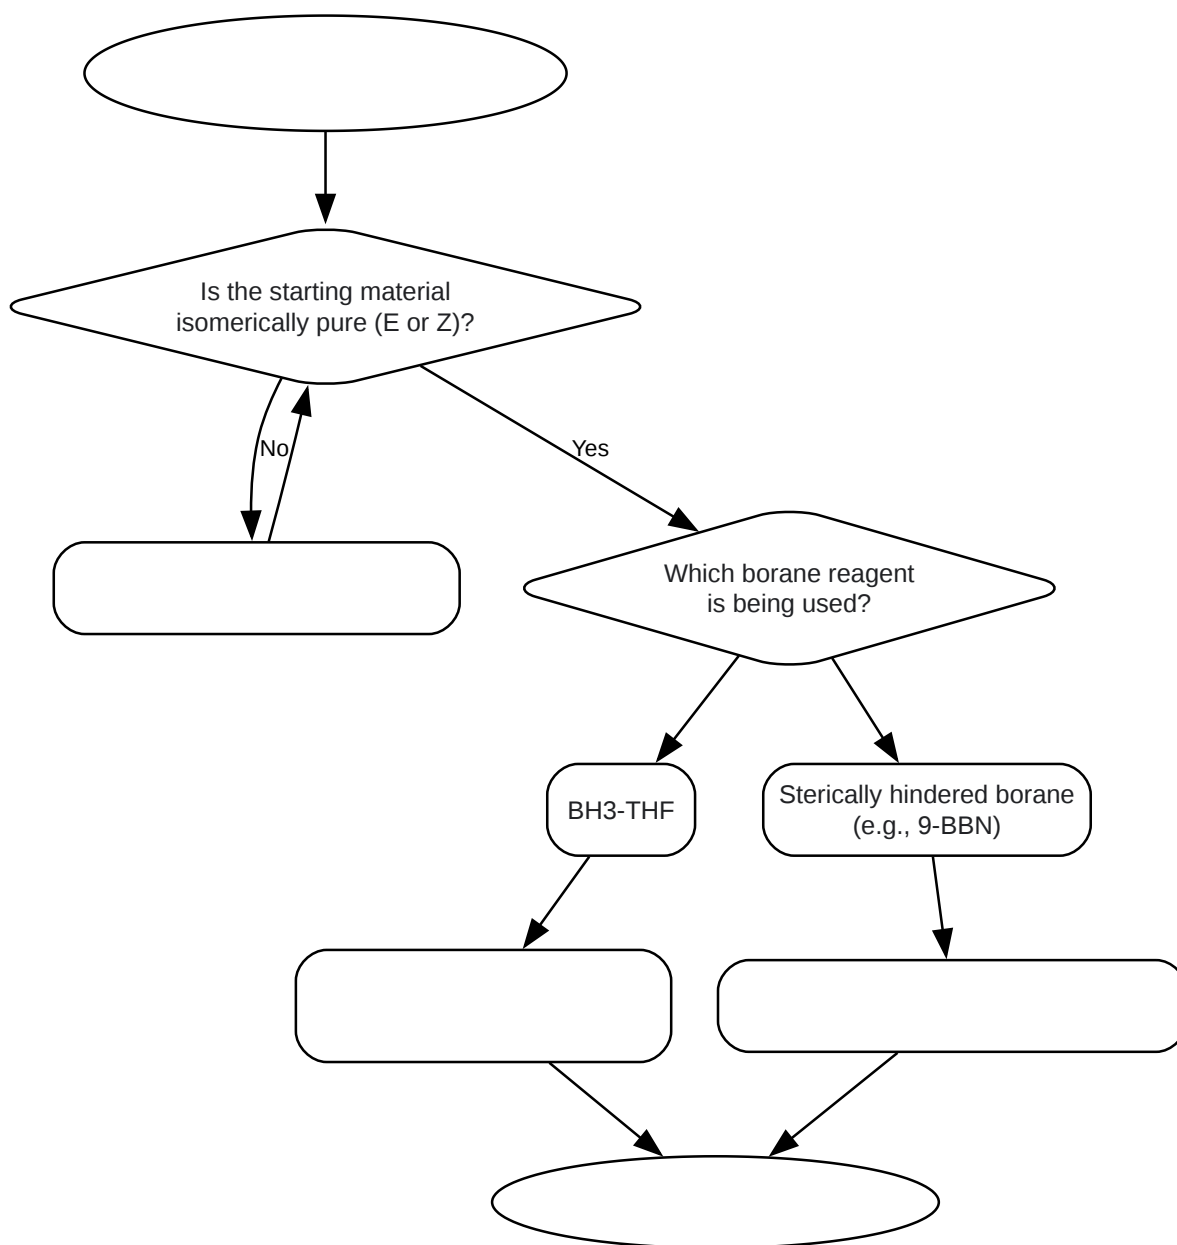 Is the starting material
isomerically pure (E or Z)?
No
Yes
Which borane reagent
is being used?
BH3-THF
Sterically hindered borane
(e.g., 9-BBN)